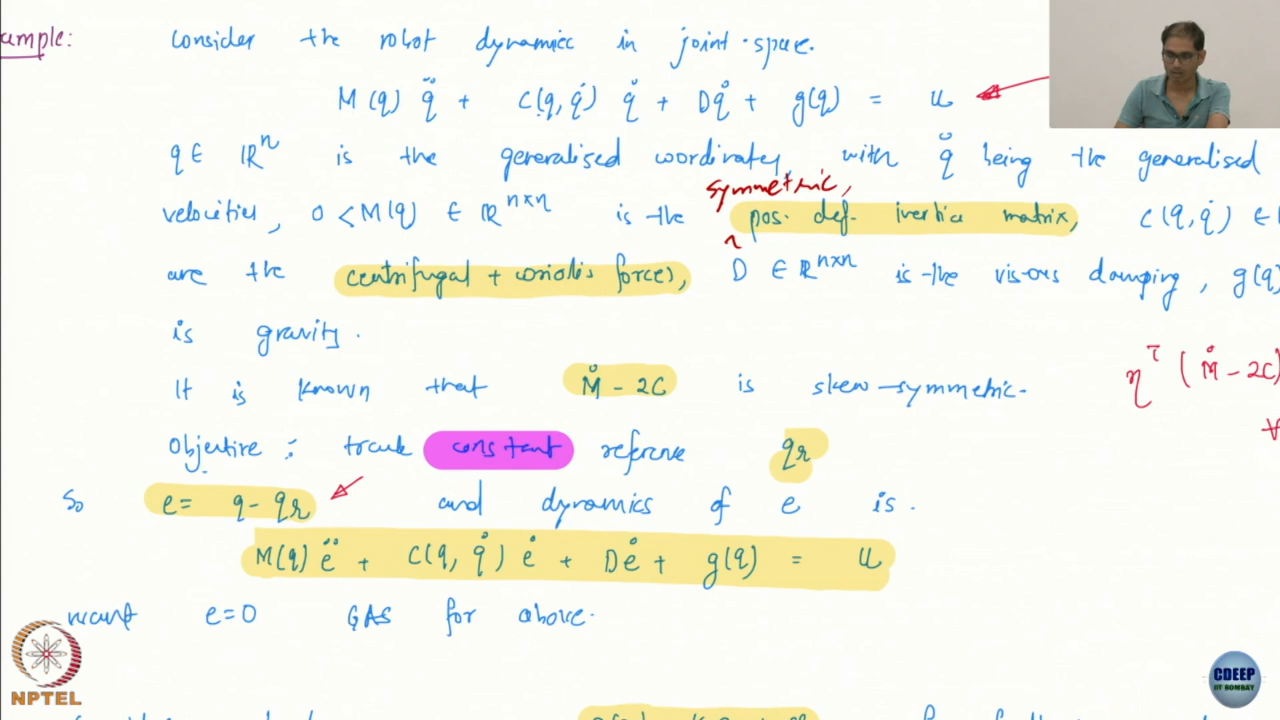 ample:
Consider the robot dynamics in joint-space.
M(q) q̈ + C(q, q̇) q̇ + Dq̇ + g(q) = u
q ∈ ℝⁿ is the generalised coordinates, with q̇ being the generalised
symmetric,
velocities, 0 < M(q) ∈ ℝⁿˣⁿ is the pos. def. inertia matrix, C(q, q̇) ∈
are the centrifugal + coriolis forces, D ∈ ℝⁿˣⁿ is the viscous damping, g(q)
is gravity.
It is known that Ṁ - 2C is skew-symmetric.
ηᵀ (Ṁ - 2C)
∀
Objective : track constant reference qr
So e = q - qr and dynamics of e is.
M(q) ë + C(q, q̇) ė + Dė + g(q) = u
want e=0 GAS for above.
NPTEL
CDEEP
IIT BOMBAY